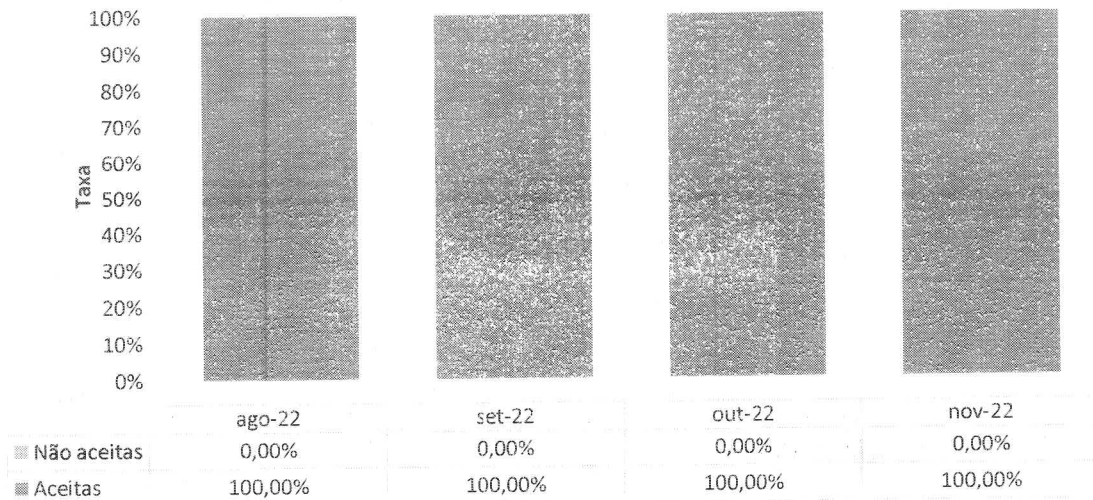 100%
90%
80%
70%
60%
50%
40%
30%
20%
10%
0%
Taxa
ago-22 set-22 out-22 nov-22
Não aceitas 0,00% 0,00% 0,00% 0,00%
Aceitas 100,00% 100,00% 100,00% 100,00%